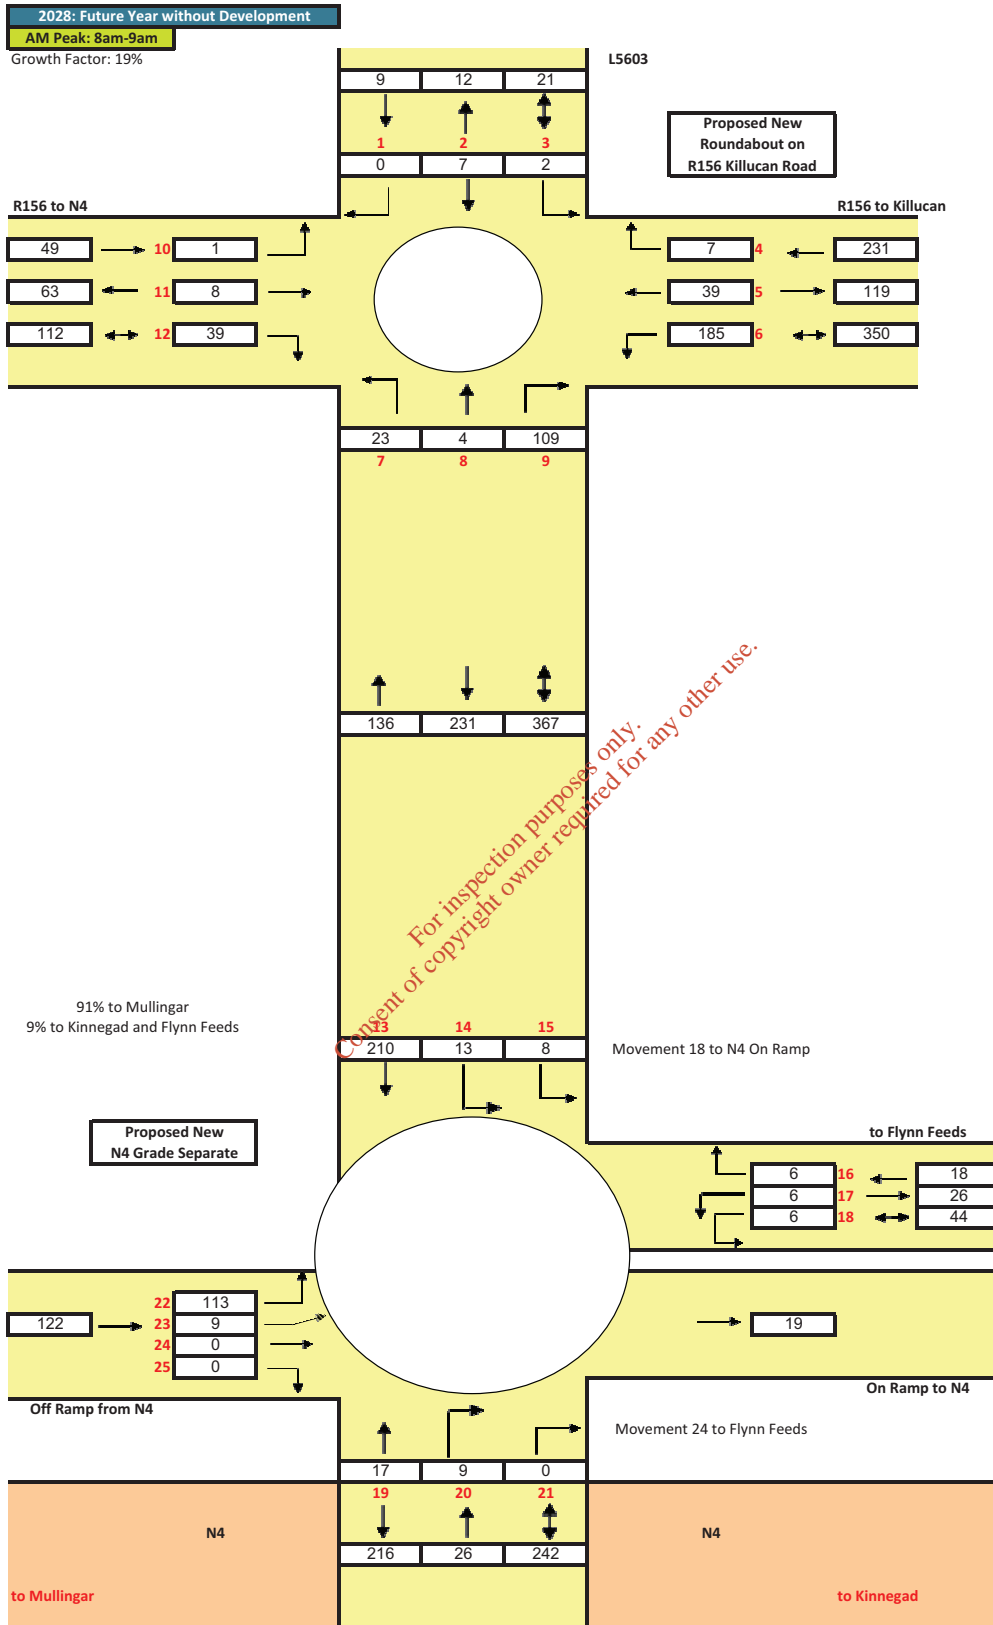 2028: Future Year without Development
AM Peak: 8am-9am
Growth Factor: 19%
L5603
9 12 21
1 2 3
0 7 2
Proposed New
Roundabout on
R156 Killucan Road
R156 to N4
R156 to Killucan
49 10 1
7 4 231
63 11 8
39 5 119
112 12 39
185 6 350
23 4 109
7 8 9
136 231 367
For inspection purposes only.
Consent of copyright owner required for any other use.
91% to Mullingar
9% to Kinnegad and Flynn Feeds
13 14 15
210 13 8
Movement 18 to N4 On Ramp
Proposed New
N4 Grade Separate
to Flynn Feeds
6 16 18
6 17 26
6 18 44
22 113
122 23 9
24 0
25 0
19
On Ramp to N4
Off Ramp from N4
Movement 24 to Flynn Feeds
17 9 0
19 20 21
N4
N4
216 26 242
to Mullingar
to Kinnegad